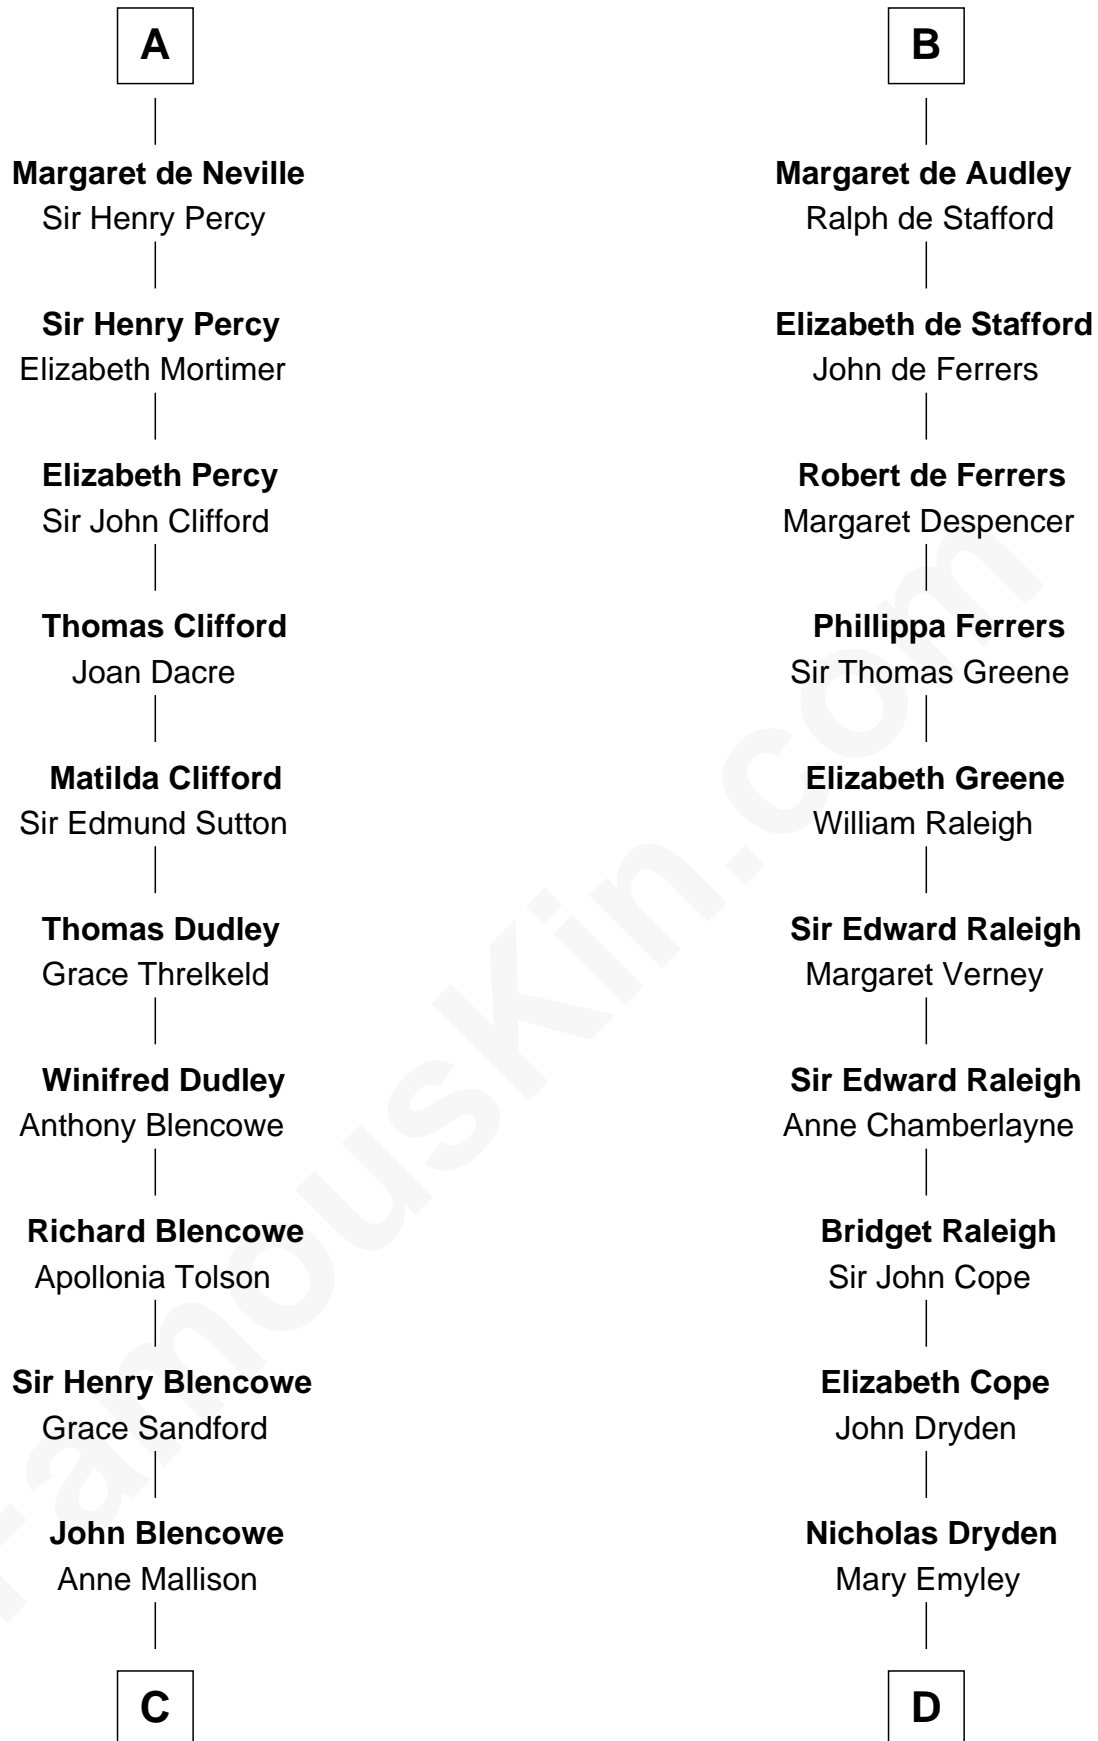 A
Margaret de Neville
Sir Henry Percy
Sir Henry Percy
Elizabeth Mortimer
Elizabeth Percy
Sir John Clifford
Thomas Clifford
Joan Dacre
Matilda Clifford
Sir Edmund Sutton
Thomas Dudley
Grace Threlkeld
Winifred Dudley
Anthony Blencowe
Richard Blencowe
Apollonia Tolson
Sir Henry Blencowe
Grace Sandford
John Blencowe
Anne Mallison
C
B
Margaret de Audley
Ralph de Stafford
Elizabeth de Stafford
John de Ferrers
Robert de Ferrers
Margaret Despencer
Phillippa Ferrers
Sir Thomas Greene
Elizabeth Greene
William Raleigh
Sir Edward Raleigh
Margaret Verney
Sir Edward Raleigh
Anne Chamberlayne
Bridget Raleigh
Sir John Cope
Elizabeth Cope
John Dryden
Nicholas Dryden
Mary Emyley
D
FamousKin.com